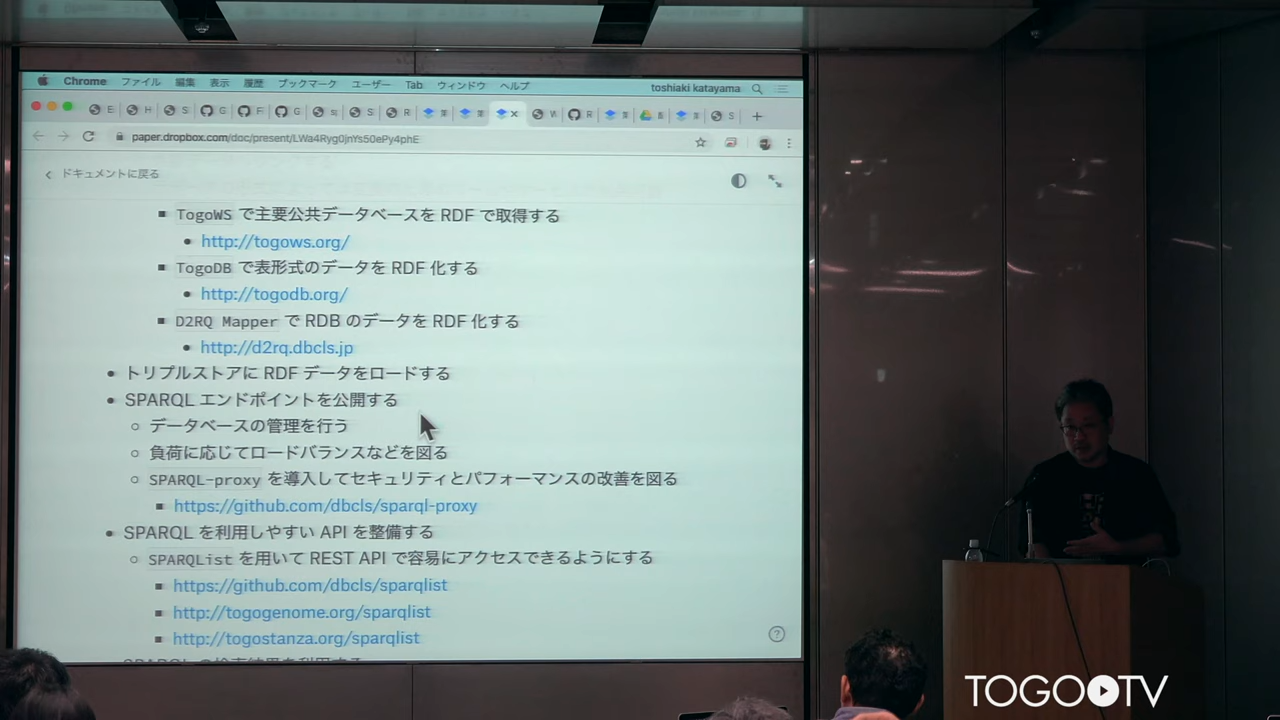 Chrome ファイル 編集 表示 履歴 ブックマーク ユーザー Tab ウィンドウ ヘルプ toshiaki katayama
paper.dropbox.com/doc/present/LWa4Ryg0jnYs50ePy4phE
ドキュメントに戻る
TogoWS で主要公共データベースを RDF で取得する
http://togows.org/
TogoDB で表形式のデータを RDF 化する
http://togodb.org/
D2RQ Mapper で RDB のデータを RDF 化する
http://d2rq.dbcls.jp
トリプルストアに RDF データをロードする
SPARQL エンドポイントを公開する
データベースの管理を行う
負荷に応じてロードバランスなどを図る
SPARQL-proxy を導入してセキュリティとパフォーマンスの改善を図る
https://github.com/dbcls/sparql-proxy
SPARQL を利用しやすい API を整備する
SPARQList を用いて REST API で容易にアクセスできるようにする
https://github.com/dbcls/sparqlist
http://togogenome.org/sparqlist
http://togostanza.org/sparqlist
TOGO TV